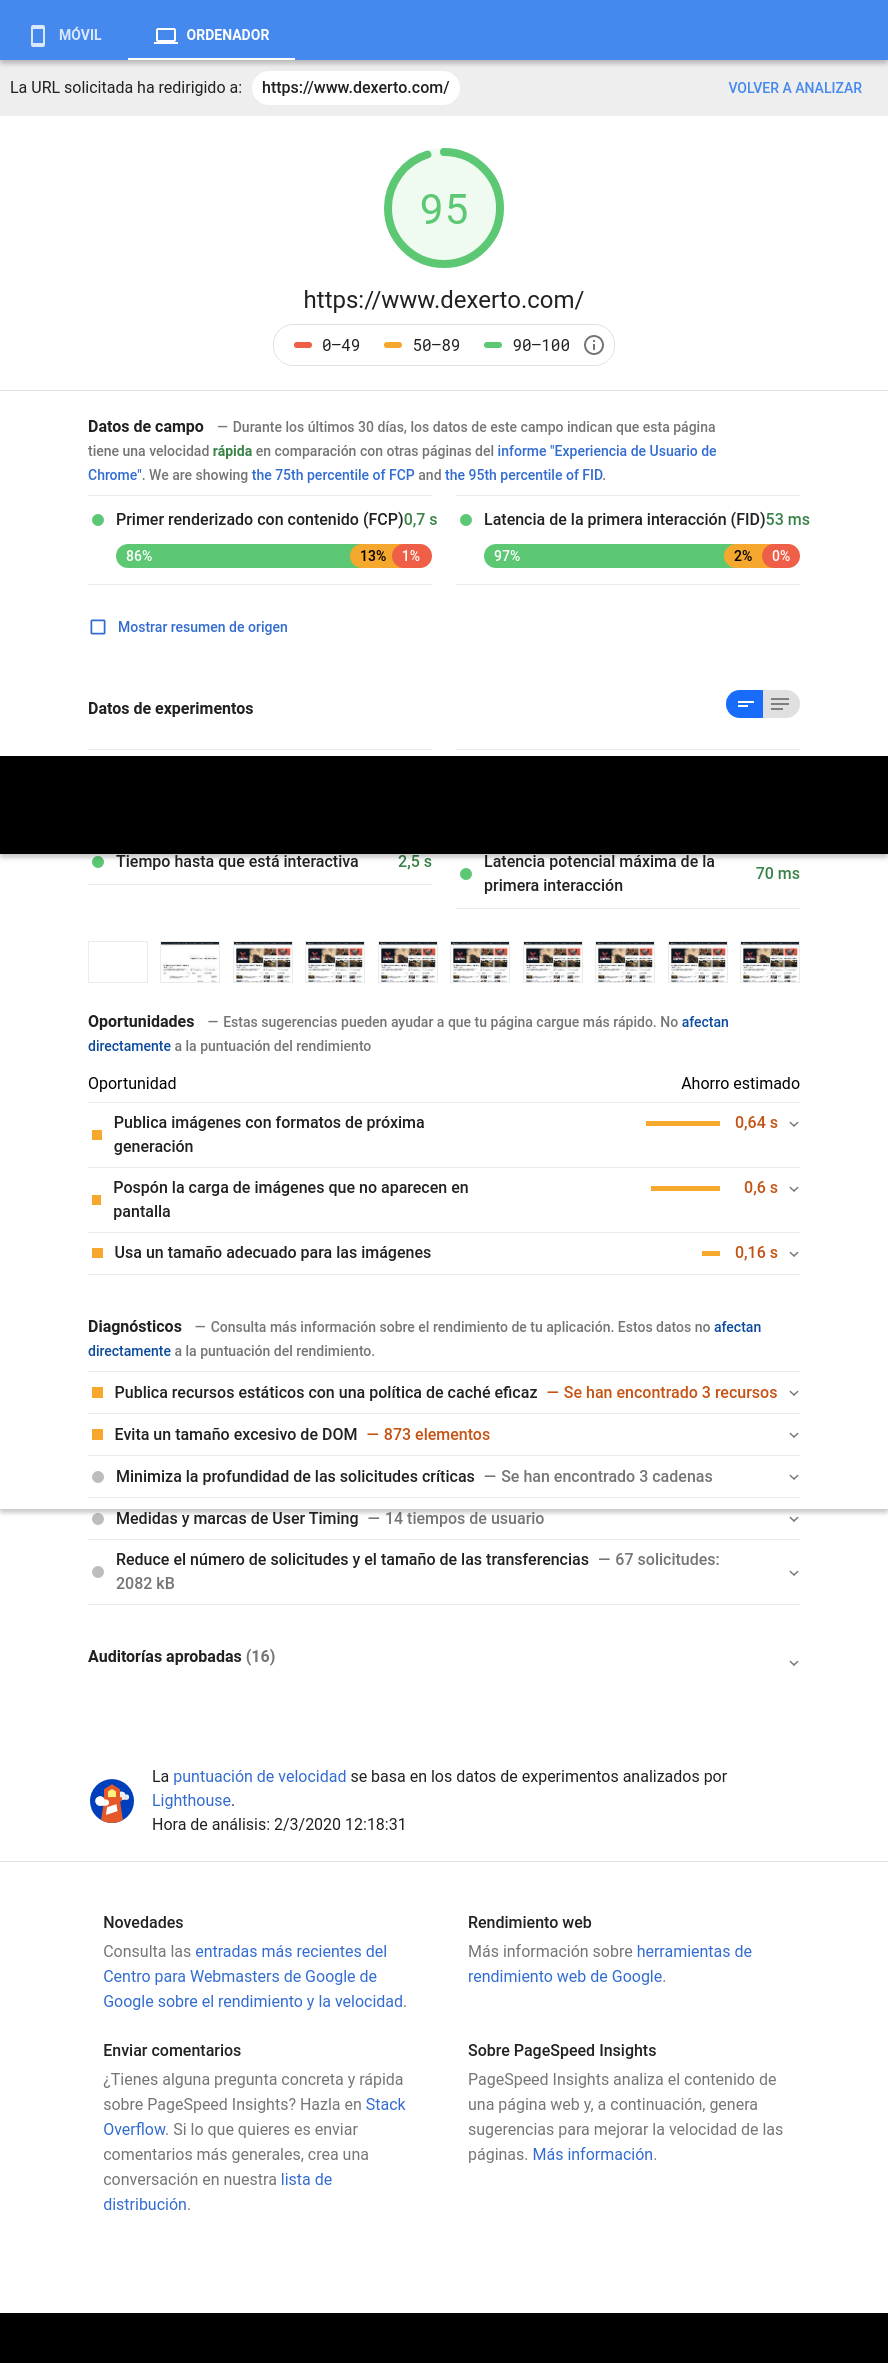 MÓVIL
ORDENADOR
La URL solicitada ha redirigido a: https://www.dexerto.com/
VOLVER A ANALIZAR
95
https://www.dexerto.com/
0–49 50–89 90–100
Datos de campo — Durante los últimos 30 días, los datos de este campo indican que esta página
tiene una velocidad rápida en comparación con otras páginas del informe "Experiencia de Usuario de
Chrome". We are showing the 75th percentile of FCP and the 95th percentile of FID.
Primer renderizado con contenido (FCP) 0,7 s
86% 13% 1%
Latencia de la primera interacción (FID) 53 ms
97% 2% 0%
Mostrar resumen de origen
Datos de experimentos
Tiempo hasta que está interactiva 2,5 s
Latencia potencial máxima de la
primera interacción
70 ms
Oportunidades — Estas sugerencias pueden ayudar a que tu página cargue más rápido. No afectan
directamente a la puntuación del rendimiento
Oportunidad Ahorro estimado
Publica imágenes con formatos de próxima
generación
0,64 s
Pospón la carga de imágenes que no aparecen en
pantalla
0,6 s
Usa un tamaño adecuado para las imágenes 0,16 s
Diagnósticos — Consulta más información sobre el rendimiento de tu aplicación. Estos datos no afectan
directamente a la puntuación del rendimiento.
Publica recursos estáticos con una política de caché eficaz — Se han encontrado 3 recursos
Evita un tamaño excesivo de DOM — 873 elementos
Minimiza la profundidad de las solicitudes críticas — Se han encontrado 3 cadenas
Medidas y marcas de User Timing — 14 tiempos de usuario
Reduce el número de solicitudes y el tamaño de las transferencias — 67 solicitudes:
2082 kB
Auditorías aprobadas (16)
La puntuación de velocidad se basa en los datos de experimentos analizados por
Lighthouse.
Hora de análisis: 2/3/2020 12:18:31
Novedades
Consulta las entradas más recientes del
Centro para Webmasters de Google de
Google sobre el rendimiento y la velocidad.
Rendimiento web
Más información sobre herramientas de
rendimiento web de Google.
Enviar comentarios
¿Tienes alguna pregunta concreta y rápida
sobre PageSpeed Insights? Hazla en Stack
Overflow. Si lo que quieres es enviar
comentarios más generales, crea una
conversación en nuestra lista de
distribución.
Sobre PageSpeed Insights
PageSpeed Insights analiza el contenido de
una página web y, a continuación, genera
sugerencias para mejorar la velocidad de las
páginas. Más información.